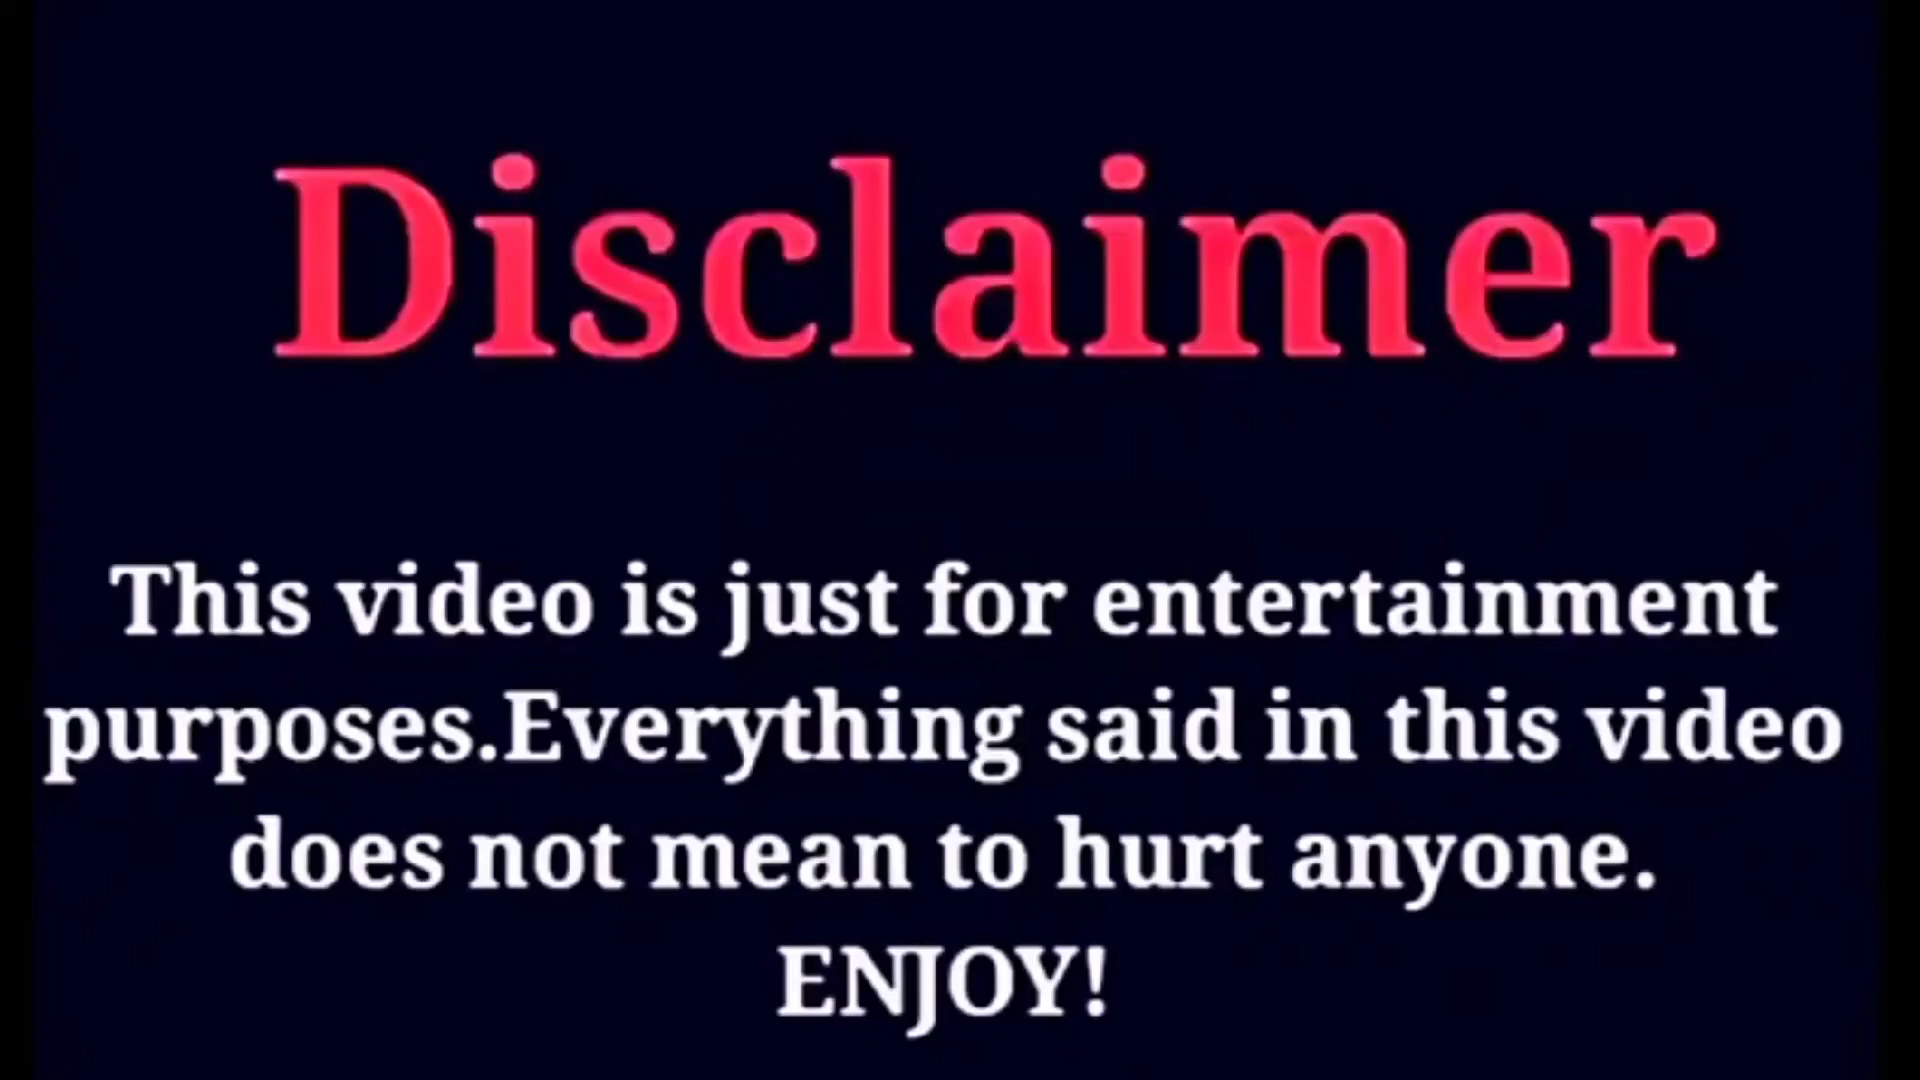 Disclaimer
This video is just for entertainment
purposes.Everything said in this video
does not mean to hurt anyone.
ENJOY!